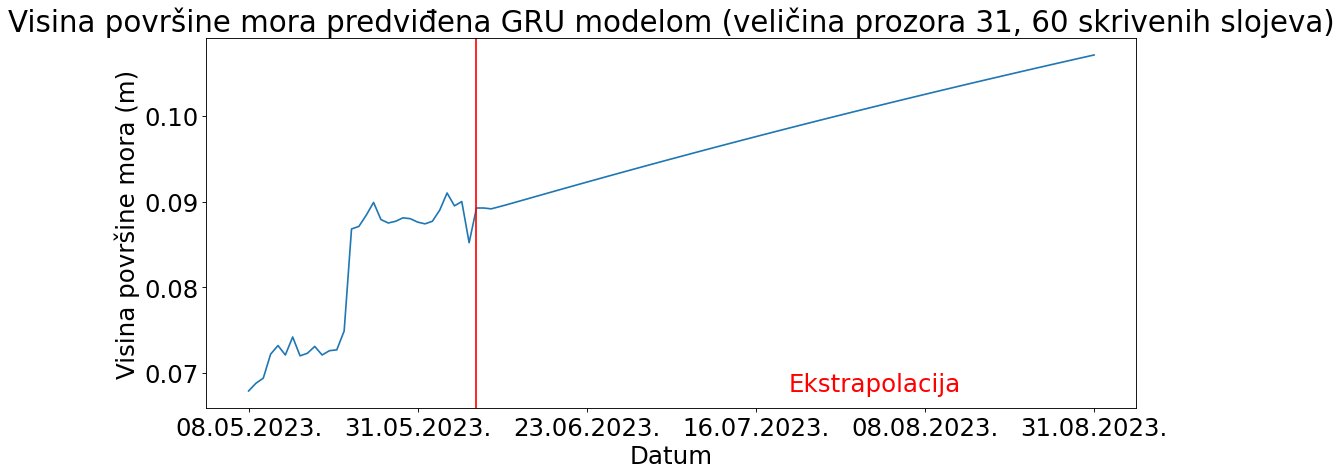 Visina površine mora predviđena GRU modelom (veličina prozora 31, 60 skrivenih slojeva)
Visina površine mora (m)
0.10
0.09
0.08
0.07
Ekstrapolacija
08.05.2023. 31.05.2023. 23.06.2023. 16.07.2023. 08.08.2023. 31.08.2023.
Datum